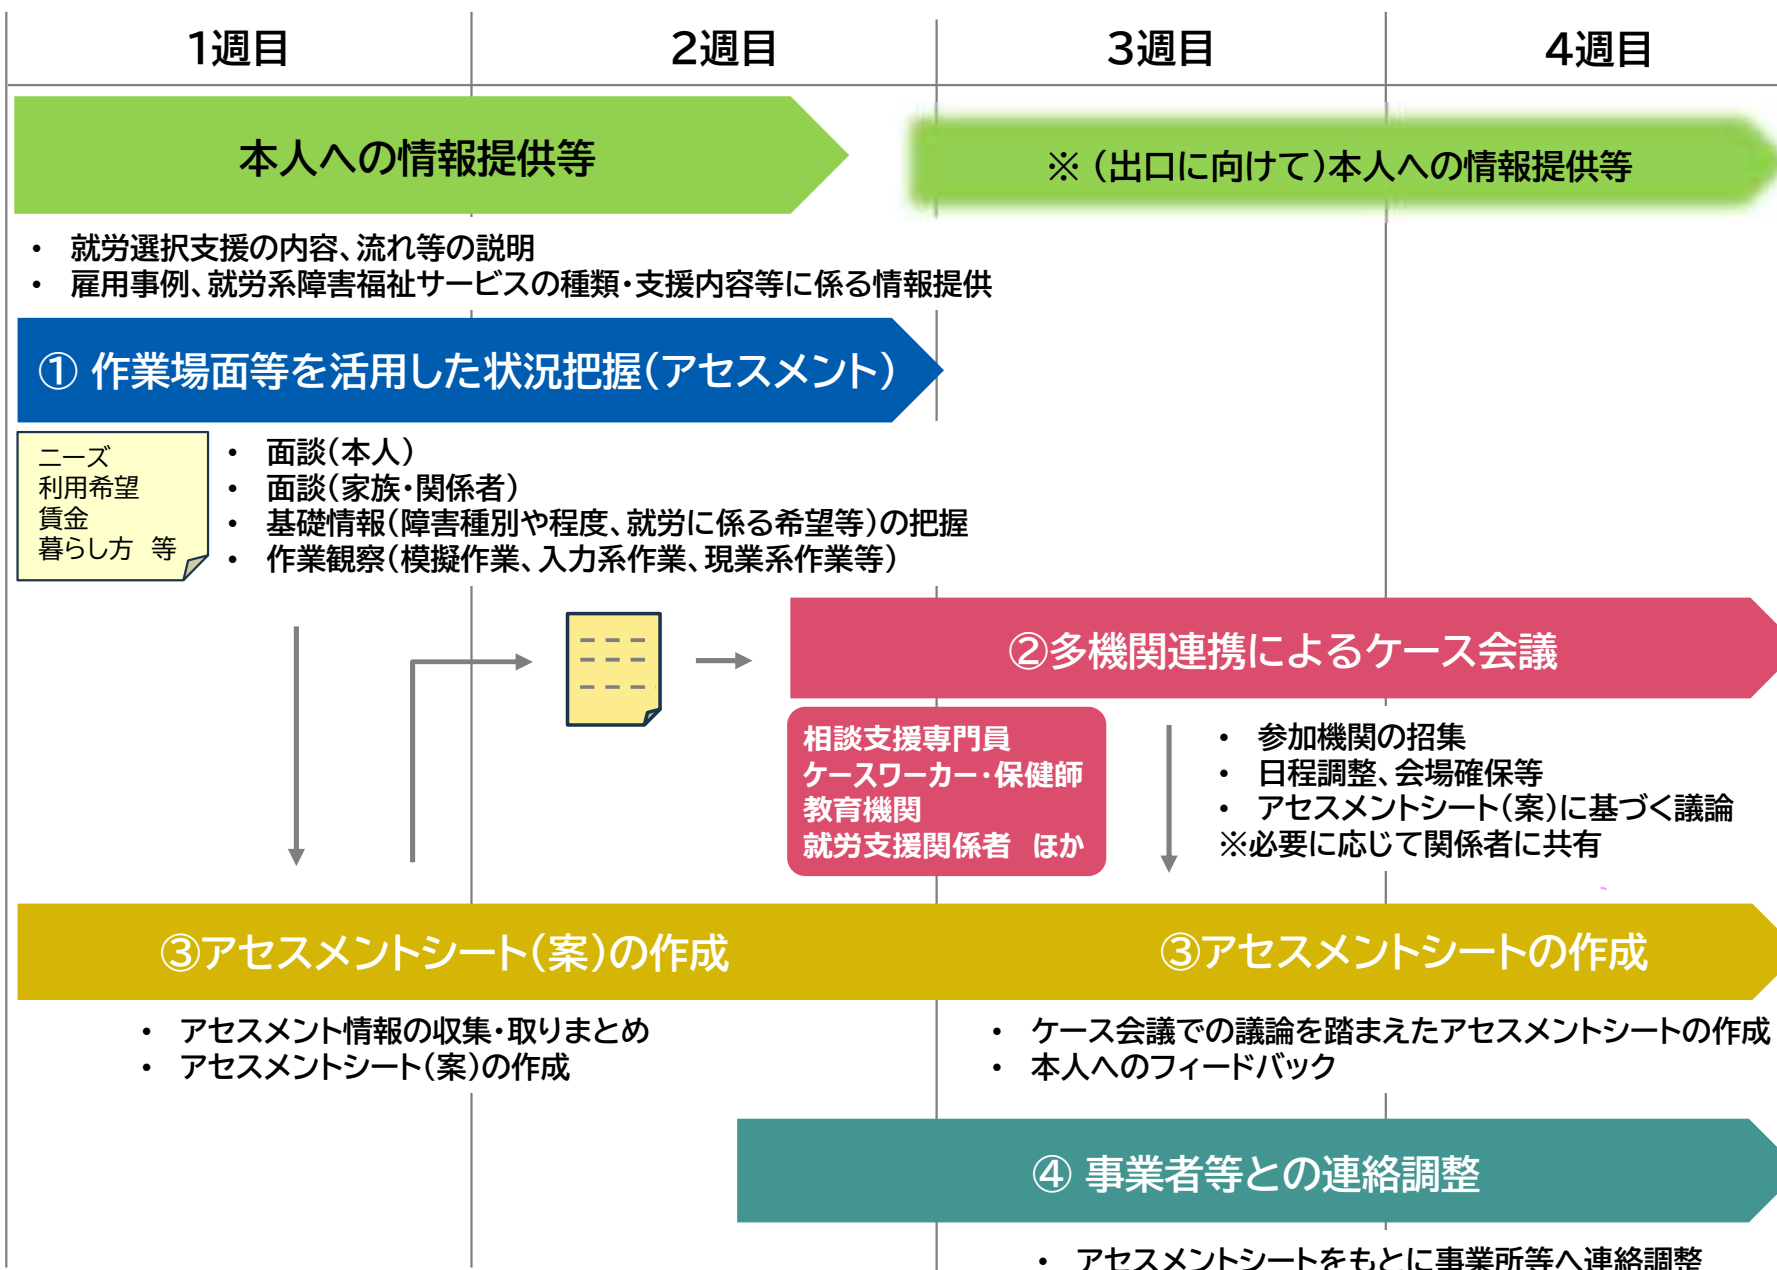 1週目
2週目
3週目
4週目
本人への情報提供等
※（出口に向けて）本人への情報提供等
・ 就労選択支援の内容、流れ等の説明
・ 雇用事例、就労系障害福祉サービスの種類・支援内容等に係る情報提供
① 作業場面等を活用した状況把握（アセスメント）
ニーズ
利用希望
賃金
暮らし方 等
・ 面談（本人）
・ 面談（家族・関係者）
・ 基礎情報（障害種別や程度、就労に係る希望等）の把握
・ 作業観察（模擬作業、入力系作業、現業系作業等）
②多機関連携によるケース会議
相談支援専門員
ケースワーカー・保健師
教育機関
就労支援関係者 ほか
・ 参加機関の招集
・ 日程調整、会場確保等
・ アセスメントシート（案）に基づく議論
※必要に応じて関係者に共有
③アセスメントシート（案）の作成
③アセスメントシートの作成
・ アセスメント情報の収集・取りまとめ
・ アセスメントシート（案）の作成
・ ケース会議での議論を踏まえたアセスメントシートの作成
・ 本人へのフィードバック
④ 事業者等との連絡調整
・ アセスメントシートをもとに事業所等へ連絡調整